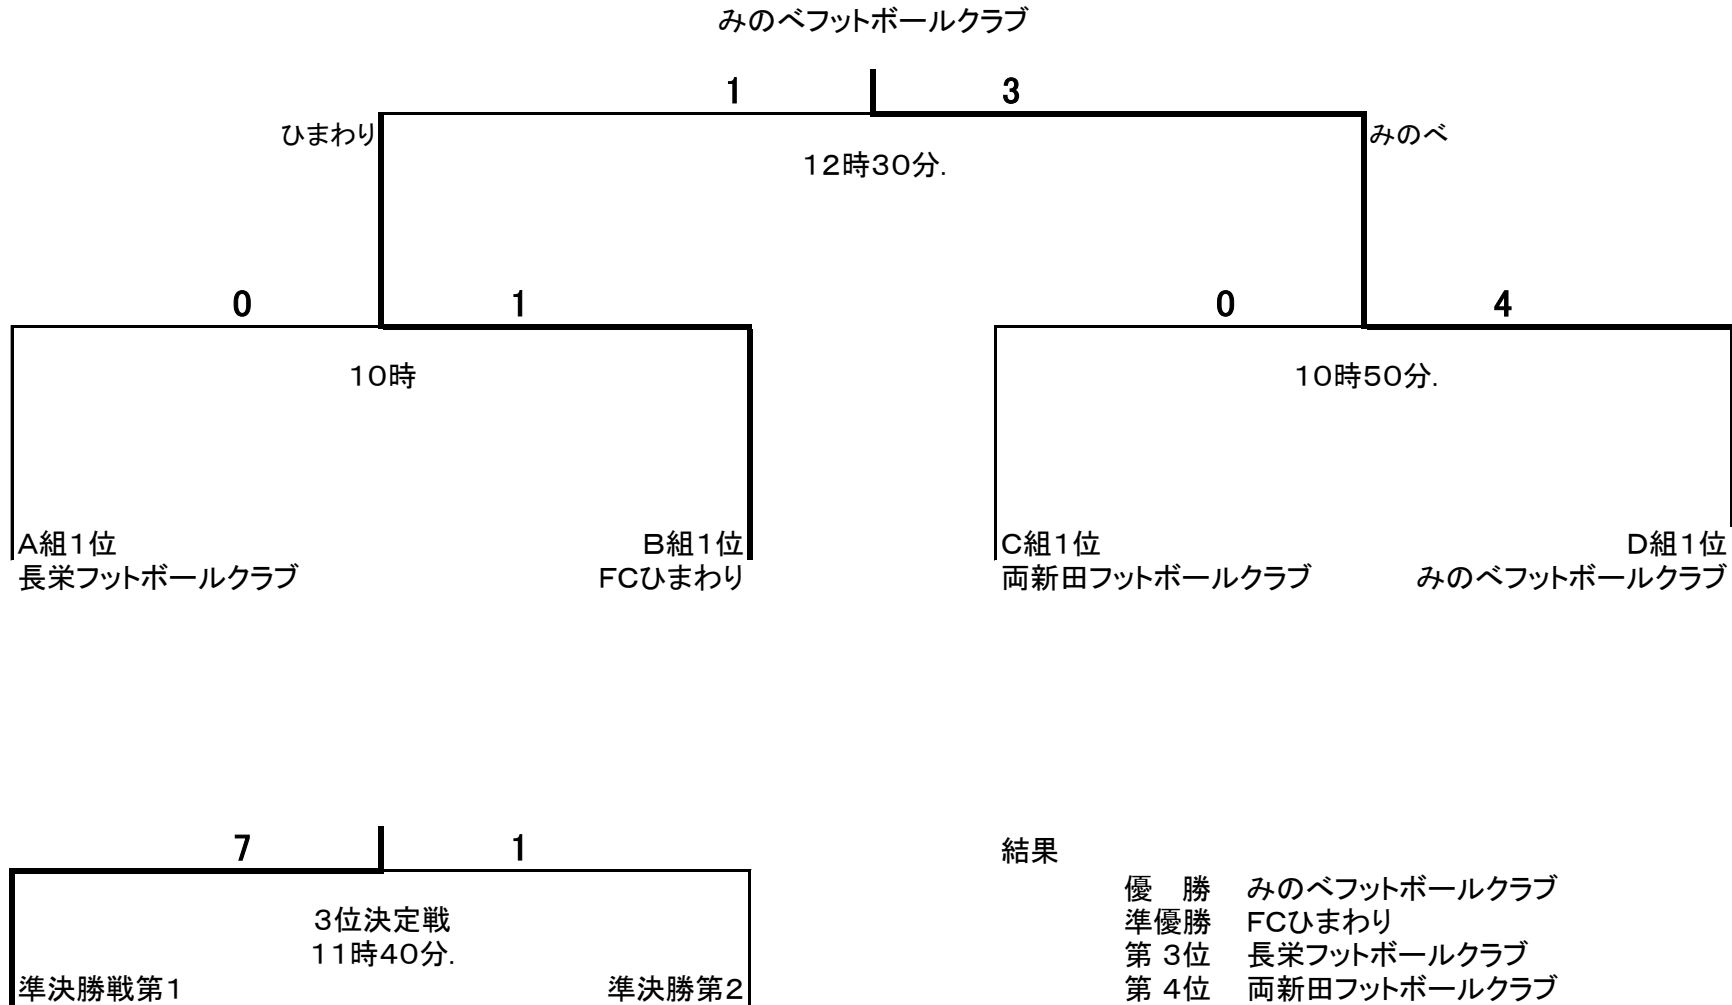 みのべフットボールクラブ
1 3
ひまわり みのべ
12時30分.
0 1 0 4
10時 10時50分.
A組1位 B組1位 C組1位 D組1位
長栄フットボールクラブ FCひまわり 両新田フットボールクラブ みのべフットボールクラブ
7 1
結果
優　勝 みのべフットボールクラブ
3位決定戦
準優勝 FCひまわり
11時40分.
第 3位 長栄フットボールクラブ
準決勝戦第1 準決勝第2
第 4位 両新田フットボールクラブ